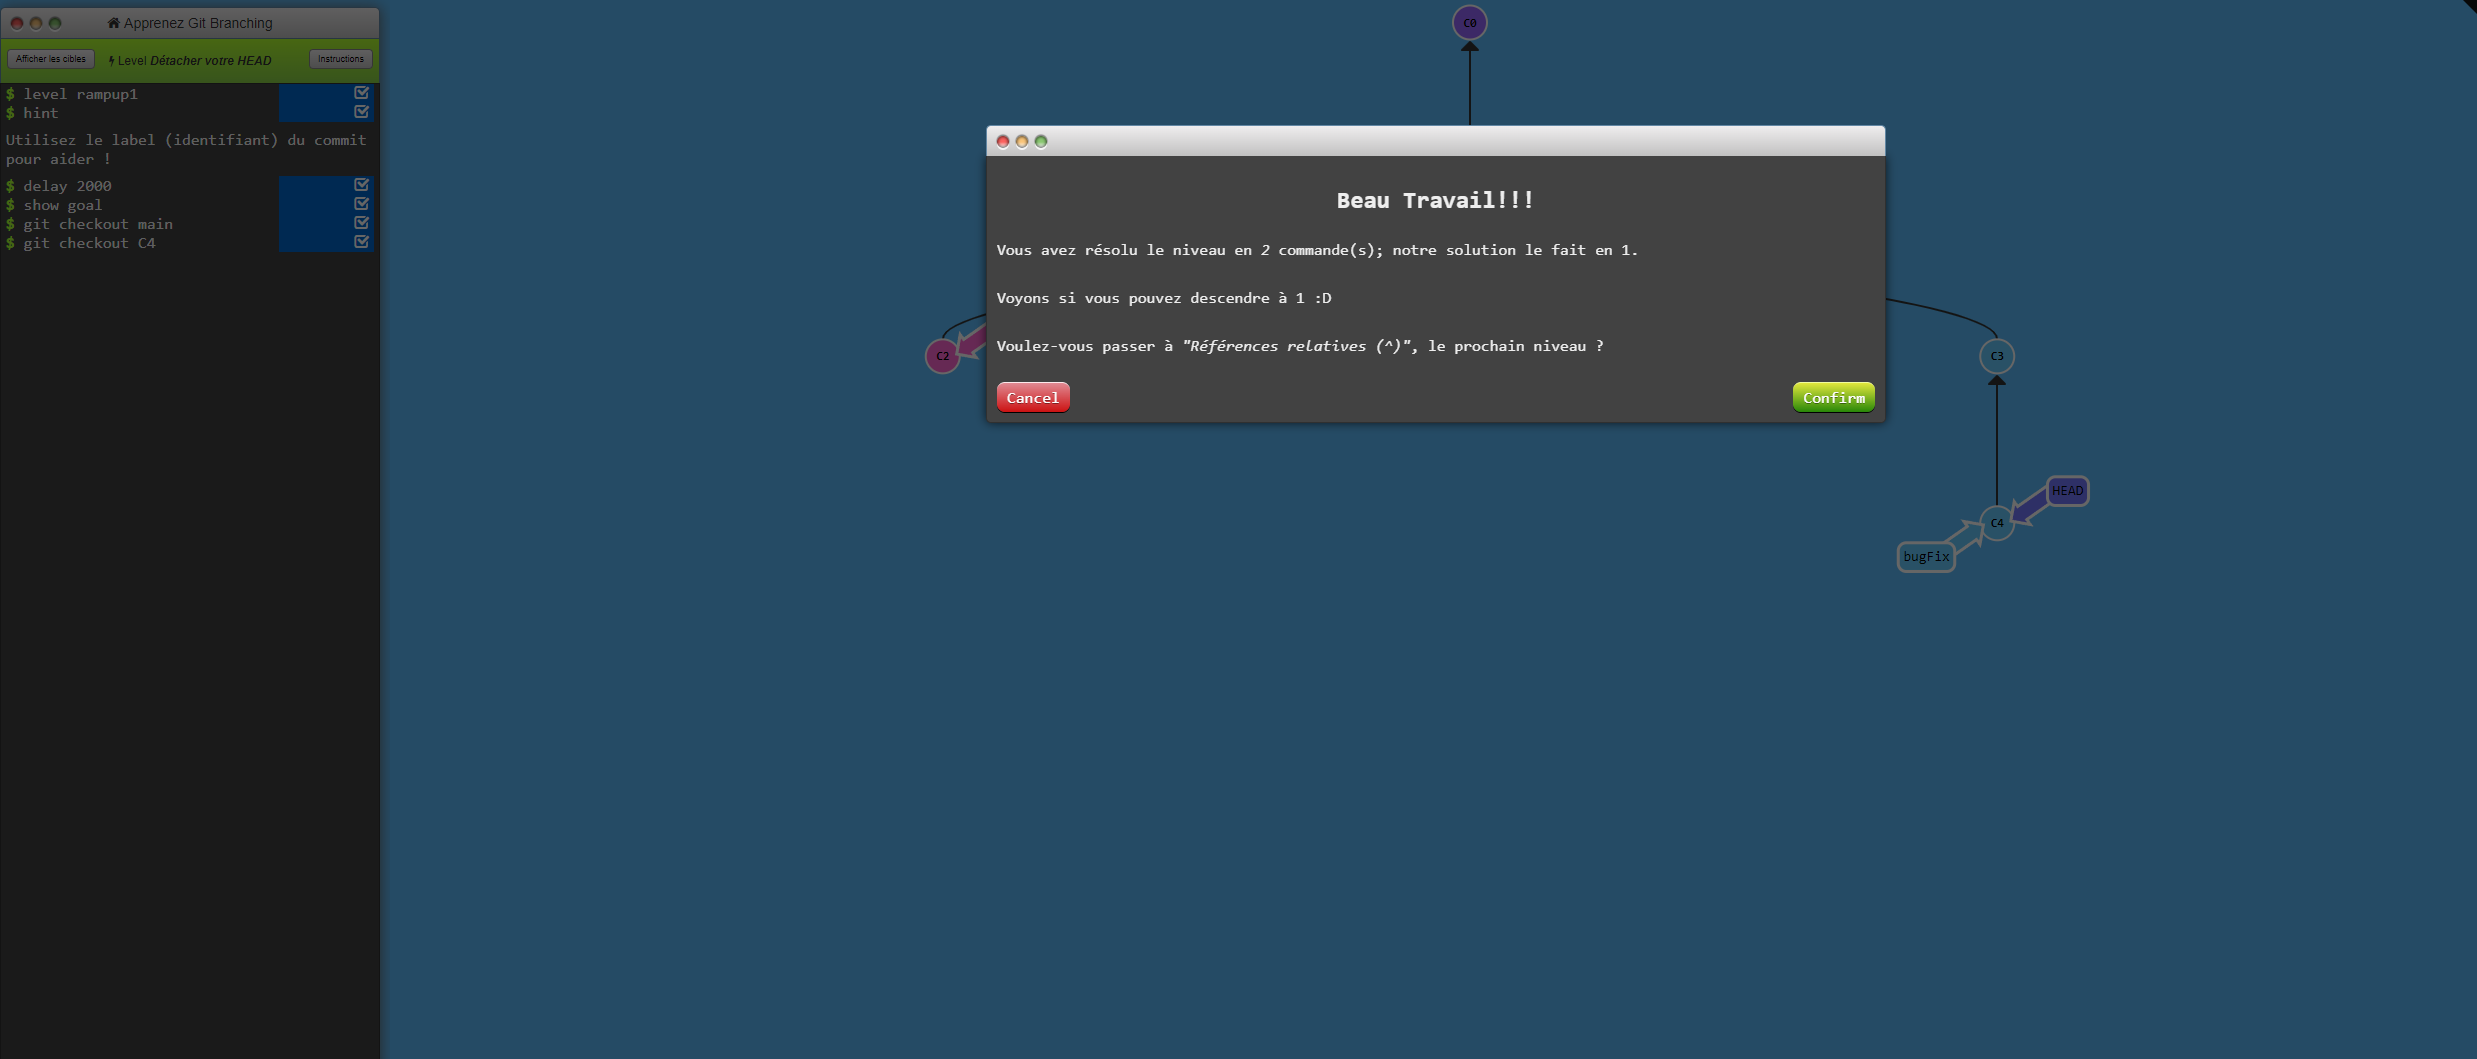 Apprenez Git Branching
Afficher les cibles
Level Détacher votre HEAD
Instructions
$ level rampup1
$ hint
Utilisez le label (identifiant) du commit
pour aider !
$ delay 2000
$ show goal
$ git checkout main
$ git checkout C4
C0
Beau Travail!!!
Vous avez résolu le niveau en 2 commande(s); notre solution le fait en 1.
Voyons si vous pouvez descendre à 1 :D
Voulez-vous passer à "Références relatives (^)", le prochain niveau ?
Cancel
Confirm
C2
C3
HEAD
C4
bugFix